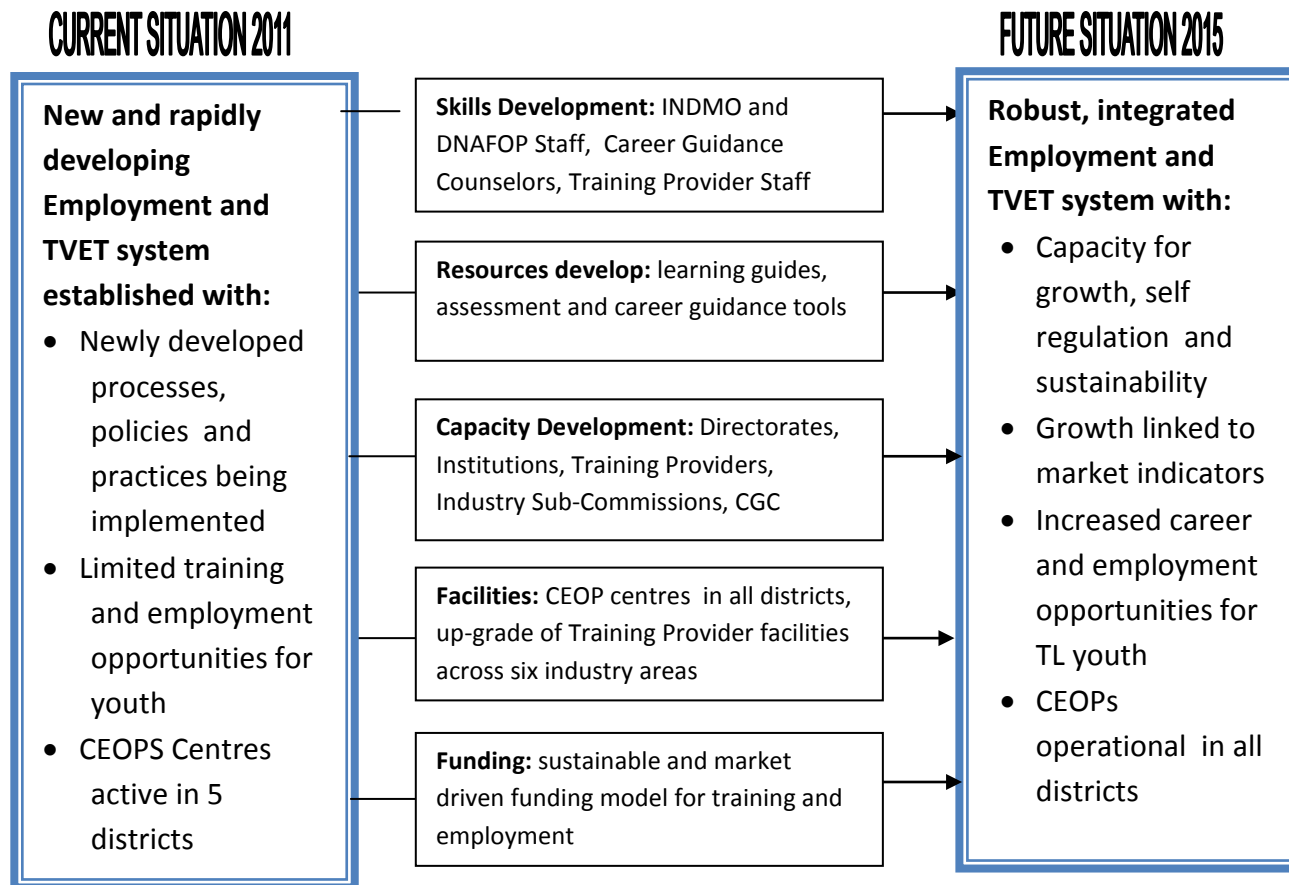 CURRENT SITUATION 2011
New and rapidly
developing
Employment and
TVET system
established with:
• Newly developed
processes,
policies and
practices being
implemented
• Limited training
and employment
opportunities for
youth
• CEOPS Centres
active in 5
districts
Skills Development: INDMO and
DNAFOP Staff, Career Guidance
Counselors, Training Provider Staff
Resources develop: learning guides,
assessment and career guidance tools
Capacity Development: Directorates,
Institutions, Training Providers,
Industry Sub-Commissions, CGC
Facilities: CEOP centres in all districts,
up-grade of Training Provider facilities
across six industry areas
Funding: sustainable and market
driven funding model for training and
employment
FUTURE SITUATION 2015
Robust, integrated
Employment and
TVET system with:
• Capacity for
growth, self
regulation and
sustainability
• Growth linked to
market indicators
• Increased career
and employment
opportunities for
TL youth
• CEOPs
operational in all
districts